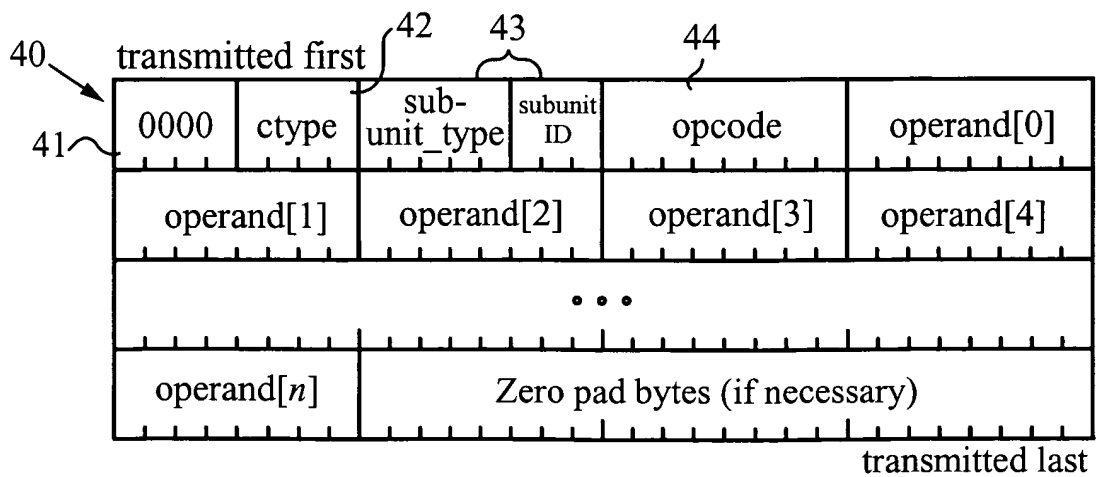 40
transmitted first
42
43
44
41
0000 ctype sub-unit_type subunit ID opcode operand[0]
operand[1] operand[2] operand[3] operand[4]
operand[n] Zero pad bytes (if necessary)
transmitted last